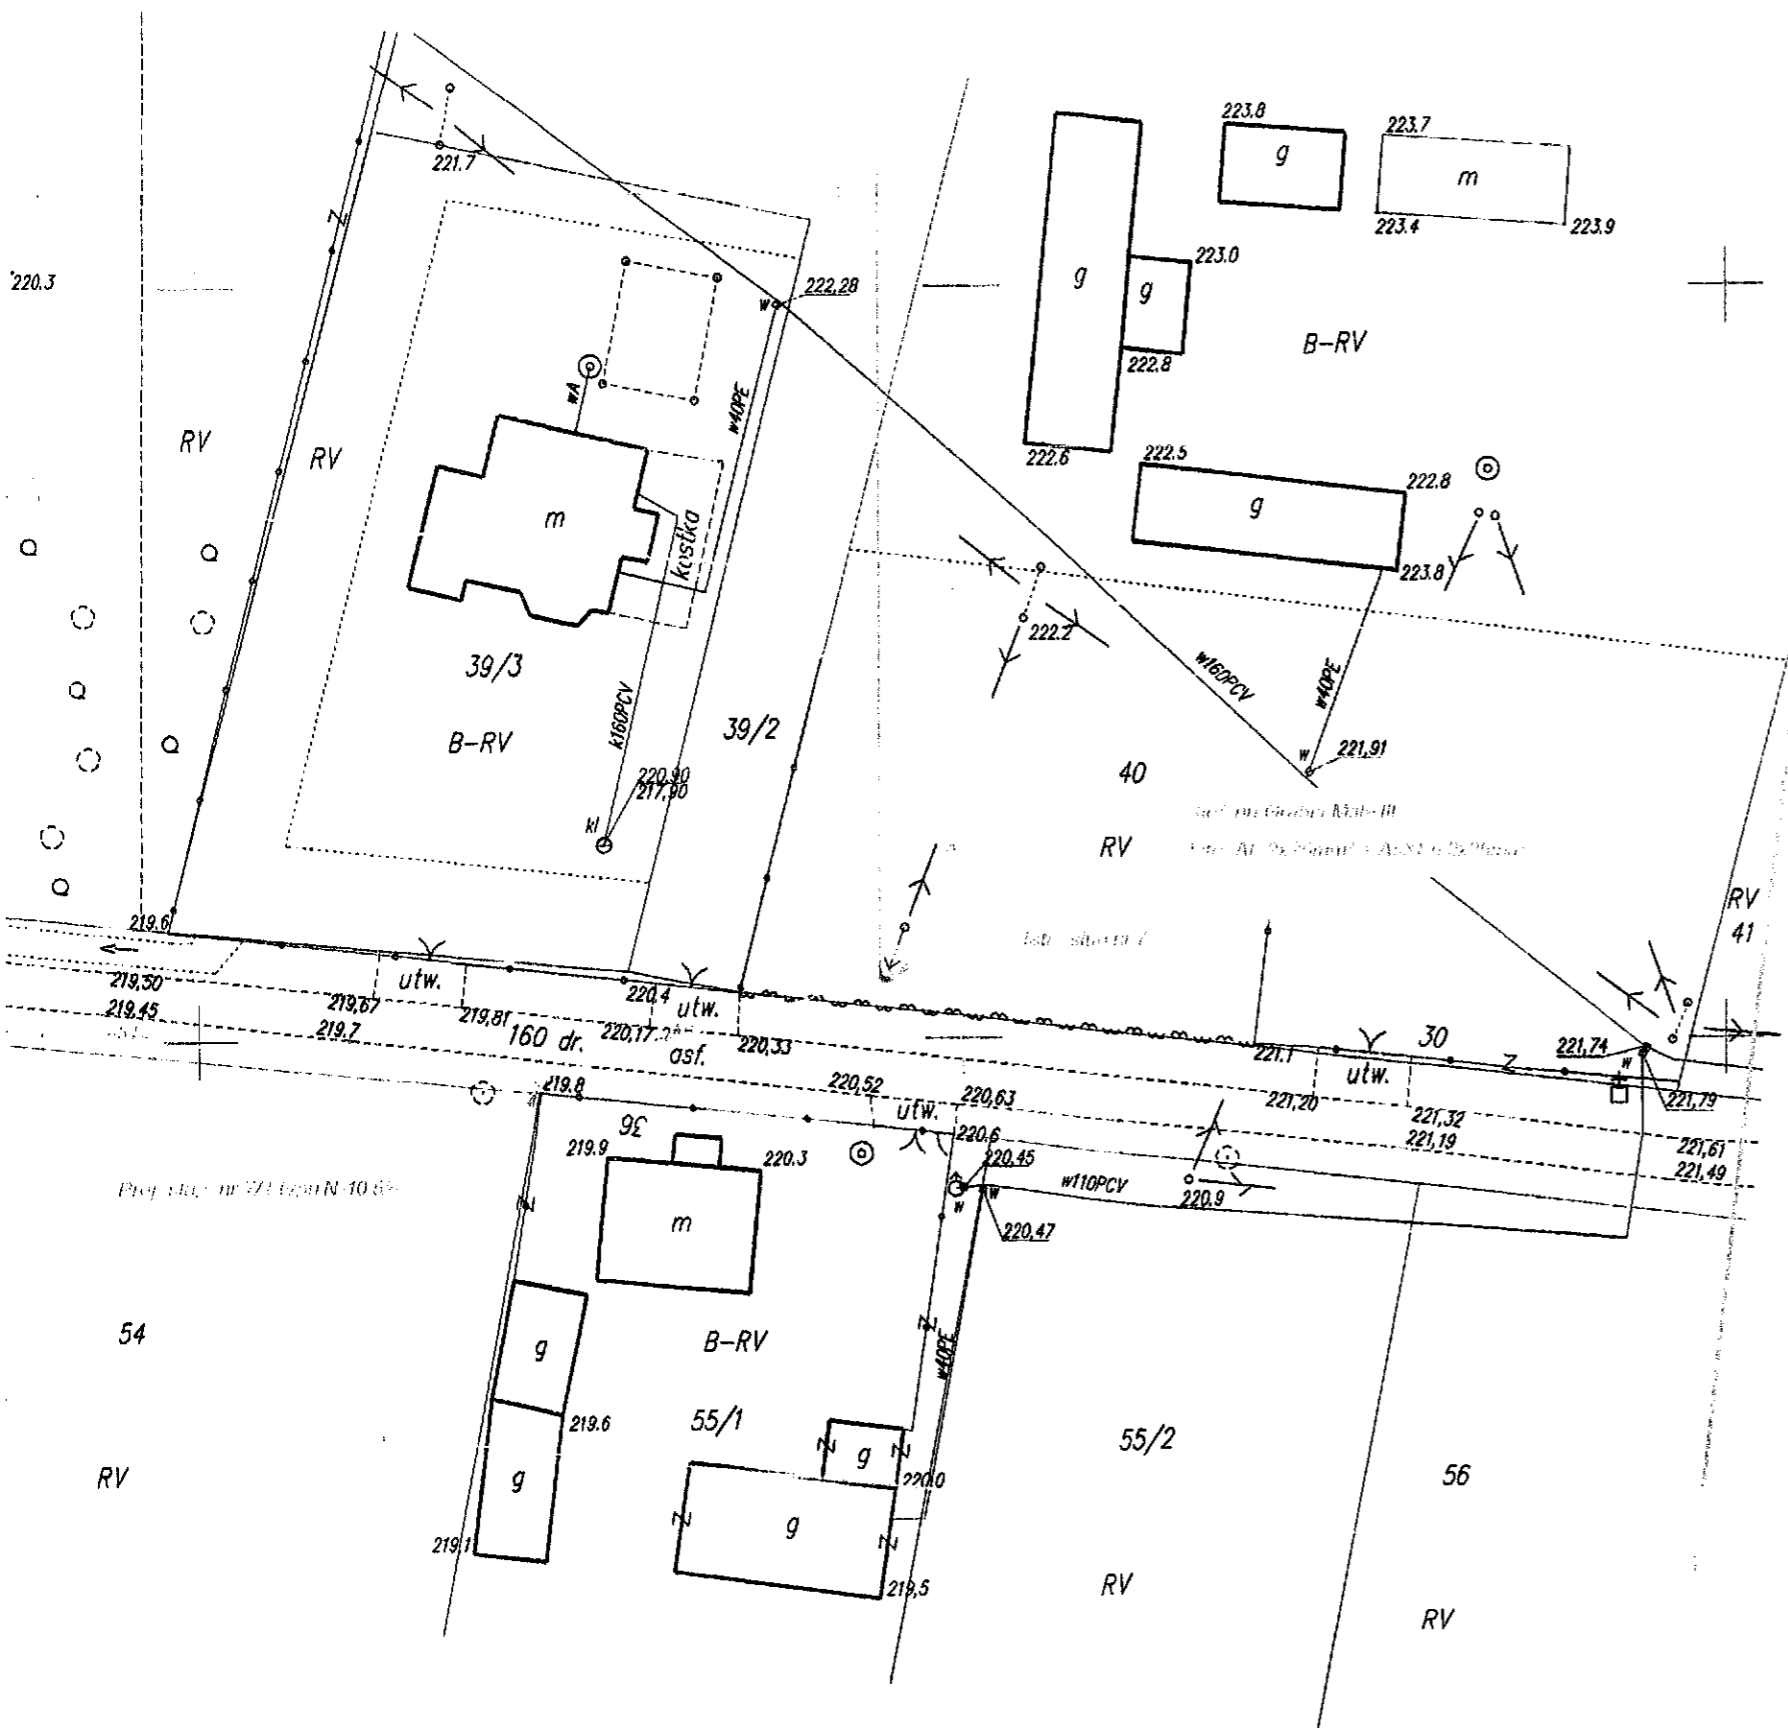 223.8
g
223.7
m
221.7
223.4
223.9
220.3
223.0
g
g
222,28
w
B-RV
222.8
wA
w40PE
RV
RV
222.6
222.5
222.8
g
m
kostka
223.8
222.2
39/3
w160PCV
w40PE
k160PCV
39/2
B-RV
w
221,91
40
220,90
217,90
kl
RV
RV
41
219.6
219,50
utw.
219,67
220.4
utw.
219.45
219,81
219.7
160 dr.
220,17
asf.
220,33
30
221.1
utw.
221,74
w
221,79
219.8
220,52
utw.
220,63
221,20
221,32
221,19
221,61
221,49
36
219.9
220.3
220.6
220,45
w
w
w110PCV
220.9
220,47
m
54
g
B-RV
w40PE
219.6
55/1
55/2
56
g
g
220.0
RV
g
219.1
219,5
RV
RV